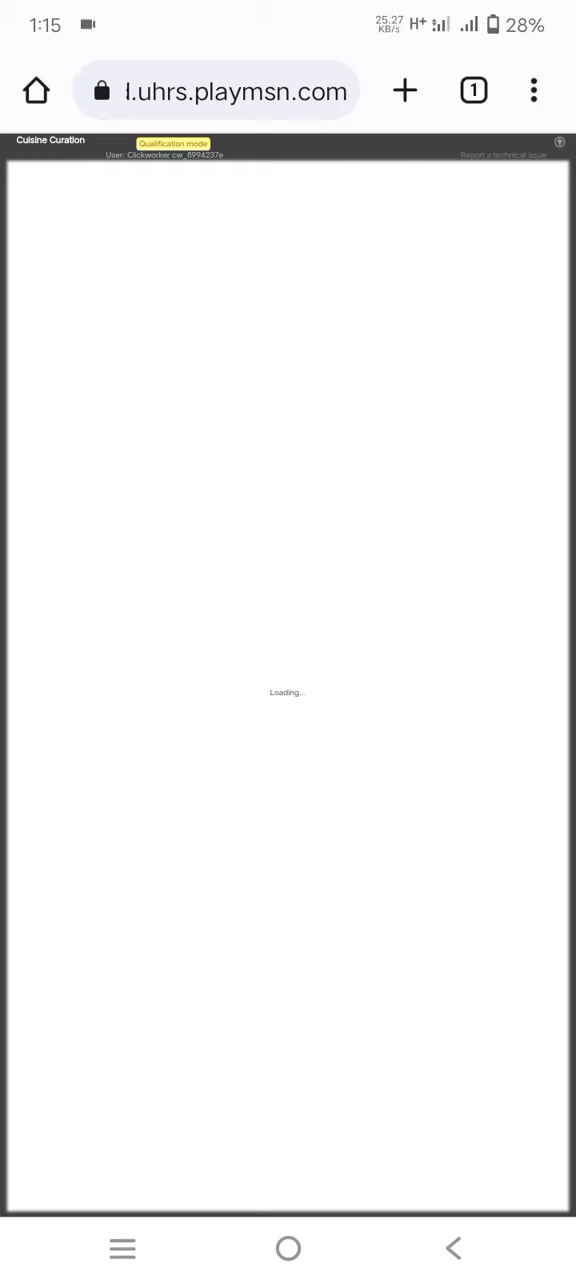 1:15
25.27 KB/s H+ 28%
l.uhrs.playmsn.com
1
Cuisine Curation
Qualification mode
User: Clickworker cw_8994237e
Report a technical issue
Loading...